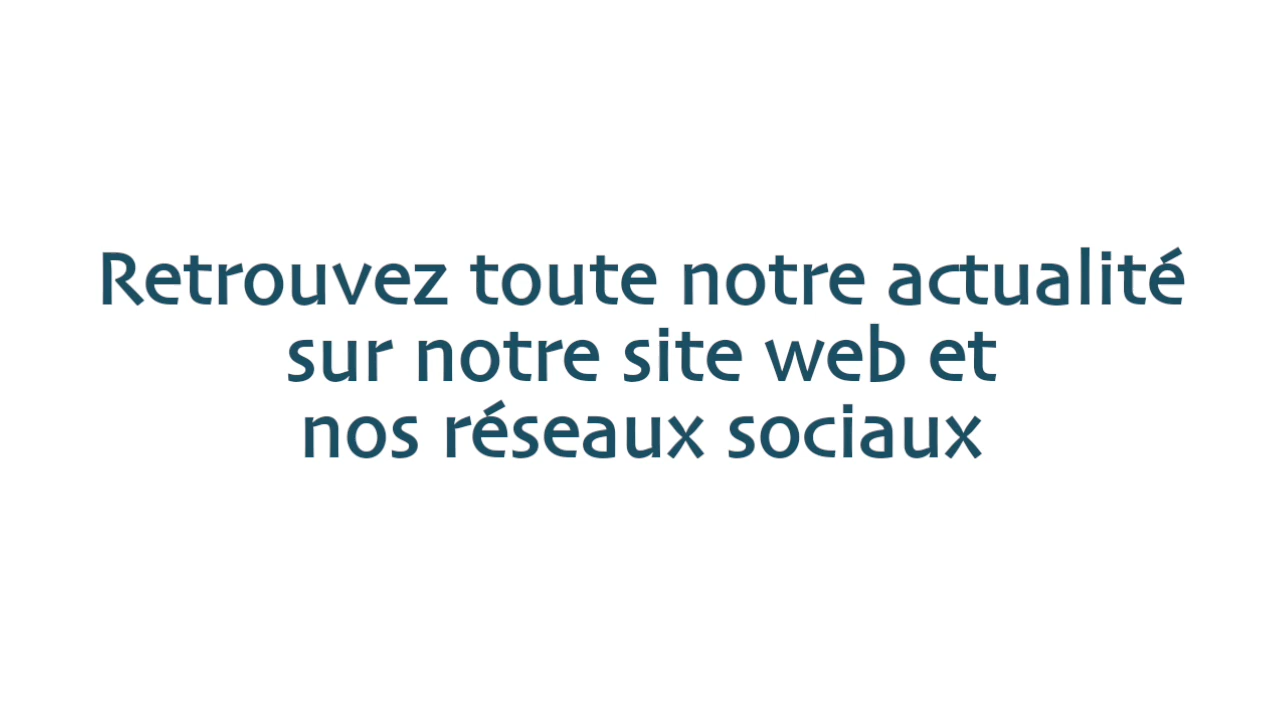 Retrouvez toute notre actualité
sur notre site web et
nos réseaux sociaux